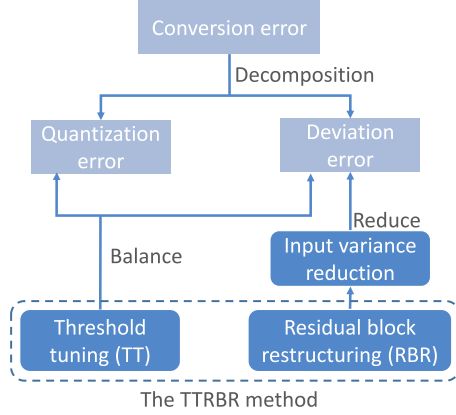 Conversion error
Decomposition
Quantization
error
Deviation
error
Reduce
Balance
Input variance
reduction
Threshold
tuning (TT)
Residual block
restructuring (RBR)
The TTRBR method